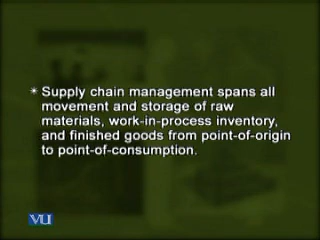 * Supply chain management spans all
movement and storage of raw
materials, work-in-process inventory,
and finished goods from point-of-origin
to point-of-consumption.
VU